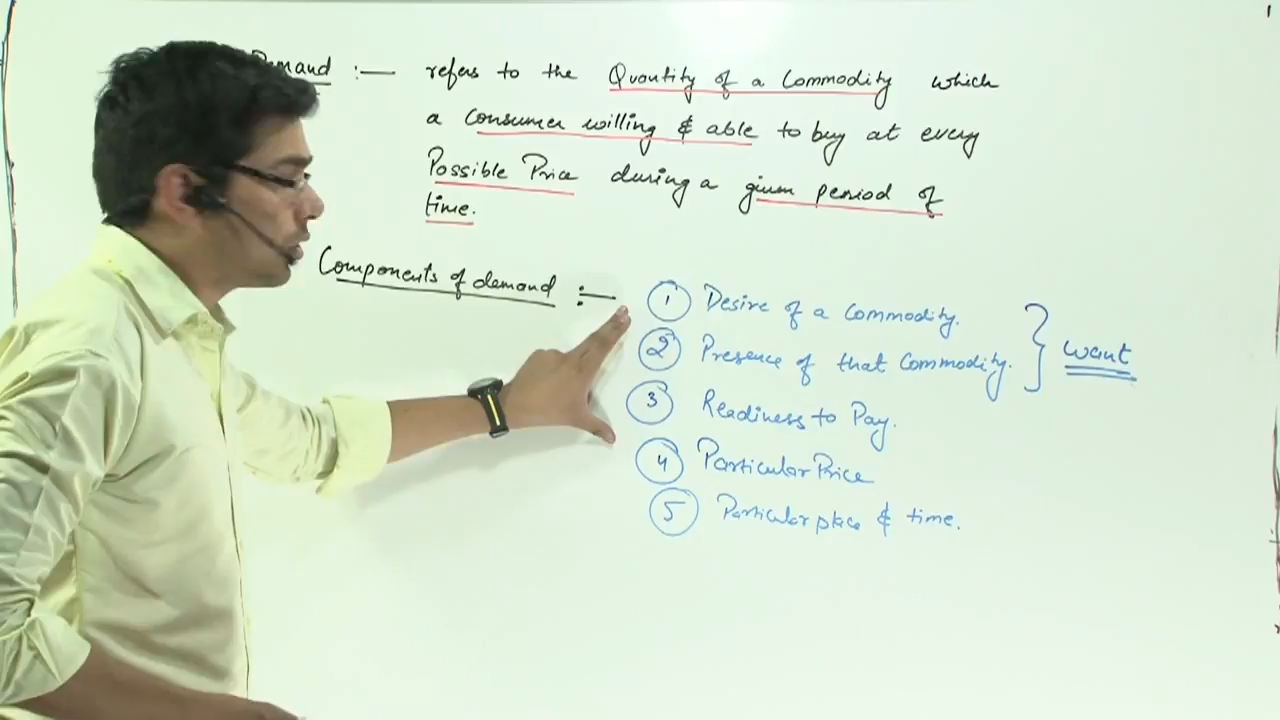 Demand :— refers to the Quantity of a Commodity which
a consumer willing & able to buy at every
Possible Price during a given period of
time.
Components of demand :—
1 Desire of a Commodity.
2 Presence of that Commodity. } want
3 Readiness to Pay.
4 Particular Price
5 Particular place & time.